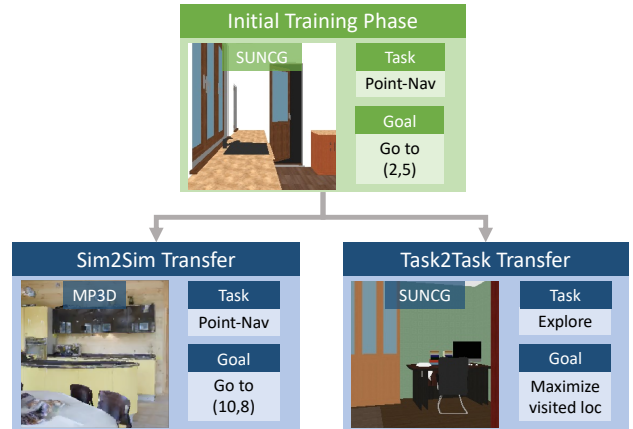 Initial Training Phase
SUNCG
Task
Point-Nav
Goal
Go to
(2,5)
Sim2Sim Transfer
MP3D
Task
Point-Nav
Goal
Go to
(10,8)
Task2Task Transfer
SUNCG
Task
Explore
Goal
Maximize
visited loc